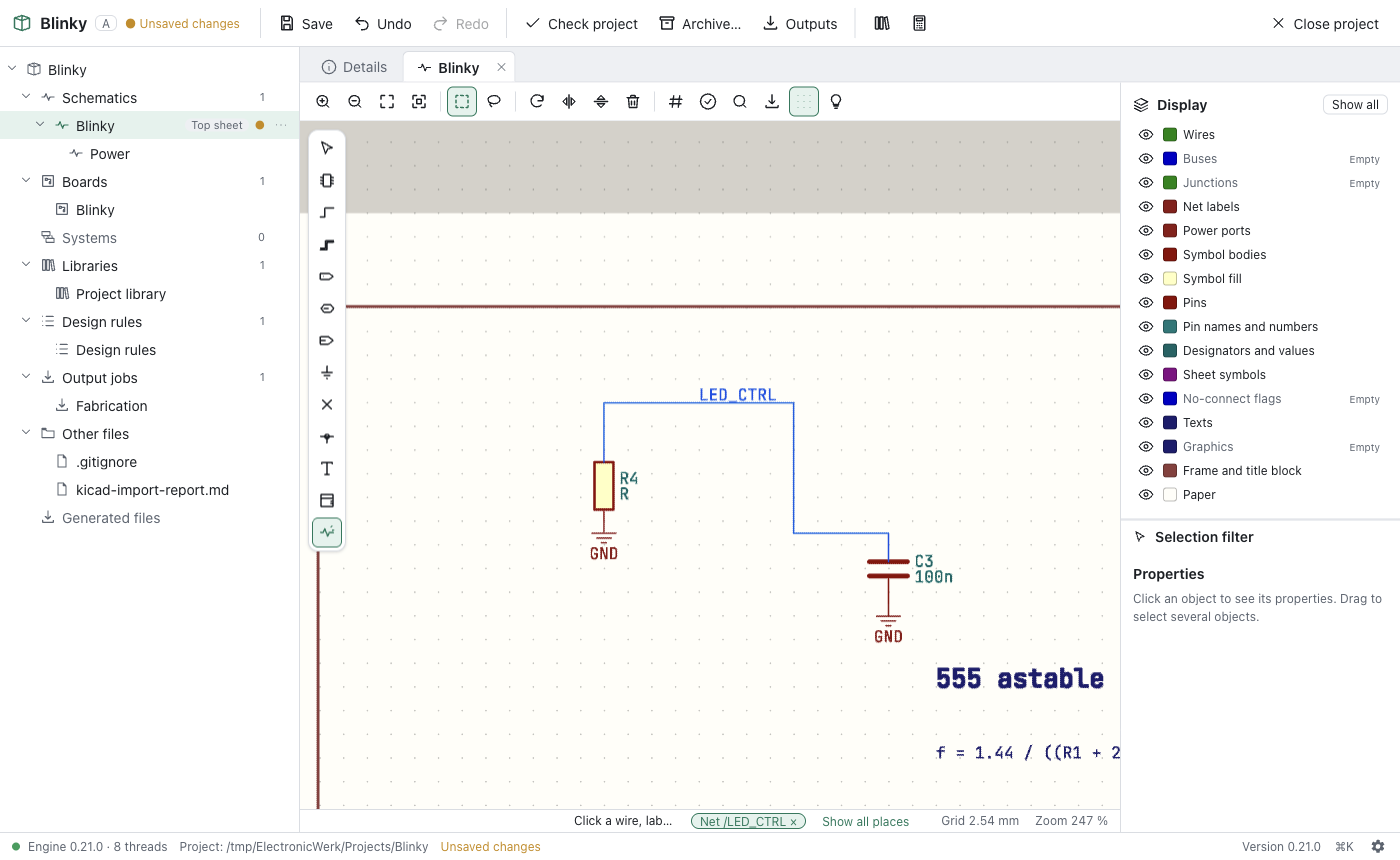 Blinky A Unsaved changes Save Undo Redo Check project Archive... Outputs Close project
Blinky
Schematics 1
Blinky Top sheet ...
Power
Boards 1
Blinky
Systems 0
Libraries 1
Project library
Design rules 1
Design rules
Output jobs 1
Fabrication
Other files
.gitignore
kicad-import-report.md
Generated files
Details Blinky
LED_CTRL
R4
R
GND
C3
100n
GND
555 astable
f = 1.44 / ((R1 + 2
Click a wire, lab... Net /LED_CTRL × Show all places Grid 2.54 mm Zoom 247 %
Display Show all
Wires
Buses Empty
Junctions Empty
Net labels
Power ports
Symbol bodies
Symbol fill
Pins
Pin names and numbers
Designators and values
Sheet symbols
No-connect flags Empty
Texts
Graphics Empty
Frame and title block
Paper
Selection filter
Properties
Click an object to see its properties. Drag to
select several objects.
Engine 0.21.0 · 8 threads Project: /tmp/ElectronicWerk/Projects/Blinky Unsaved changes Version 0.21.0 ⌘K